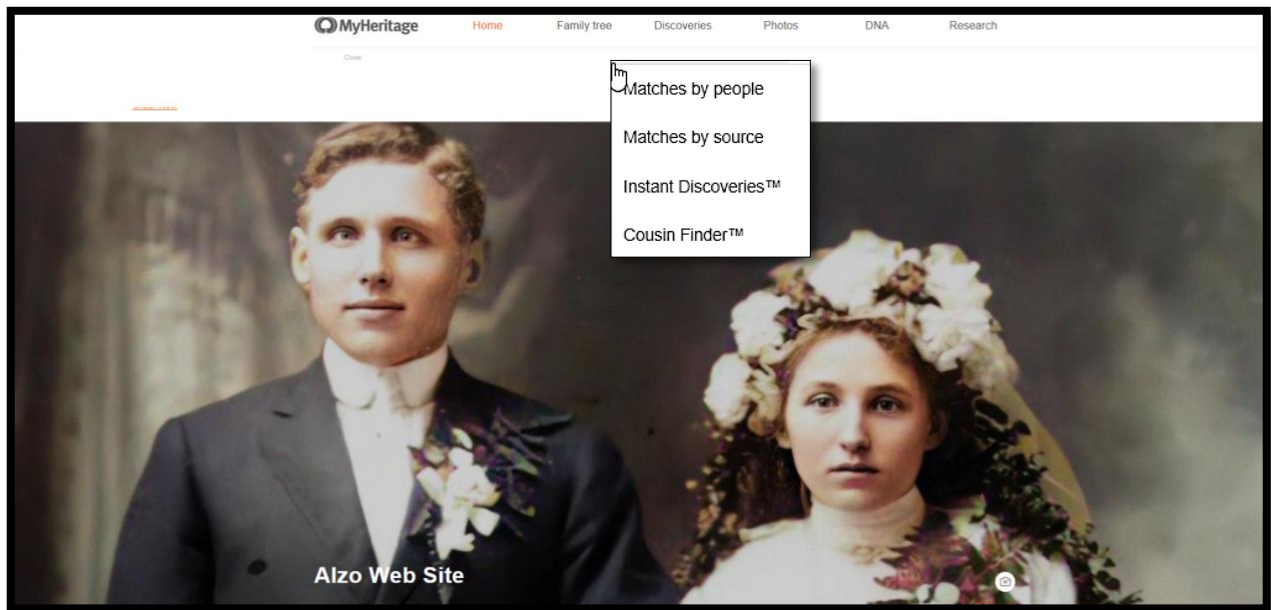 MyHeritage Home Family tree Discoveries Photos DNA Research
Close
Matches by people
Matches by source
Instant Discoveries™
Cousin Finder™
Alzo Web Site